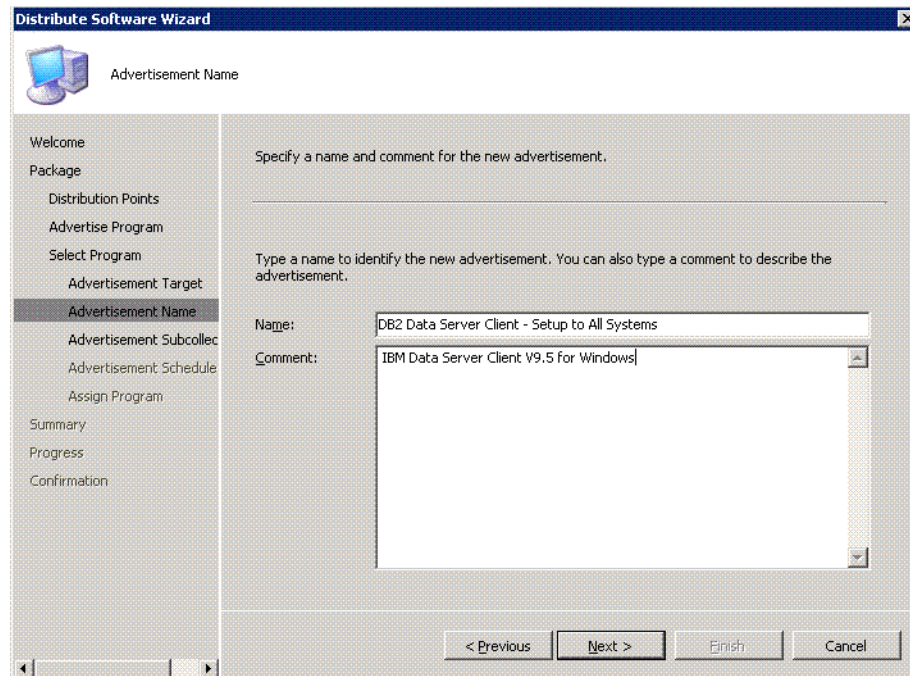 Distribute Software Wizard
Advertisement Name
Welcome
Package
Distribution Points
Advertise Program
Select Program
Advertisement Target
Advertisement Name
Advertisement Subcollec
Advertisement Schedule
Assign Program
Summary
Progress
Confirmation
Specify a name and comment for the new advertisement.
Type a name to identify the new advertisement. You can also type a comment to describe the
advertisement.
Name:
DB2 Data Server Client - Setup to All Systems
Comment:
IBM Data Server Client V9.5 for Windows
< Previous
Next >
Finish
Cancel